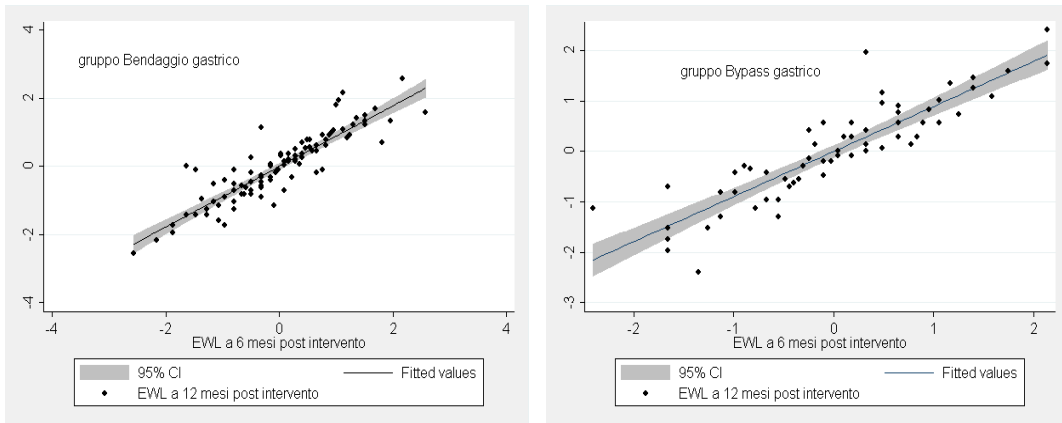 gruppo Bendaggio gastrico
4
2
0
-2
-4
-4 -2 0 2 4
EWL a 6 mesi post intervento
95% CI Fitted values
EWL a 12 mesi post intervento
gruppo Bypass gastrico
2
1
0
-1
-2
-3
-2 -1 0 1 2
EWL a 6 mesi post intervento
95% CI Fitted values
EWL a 12 mesi post intervento